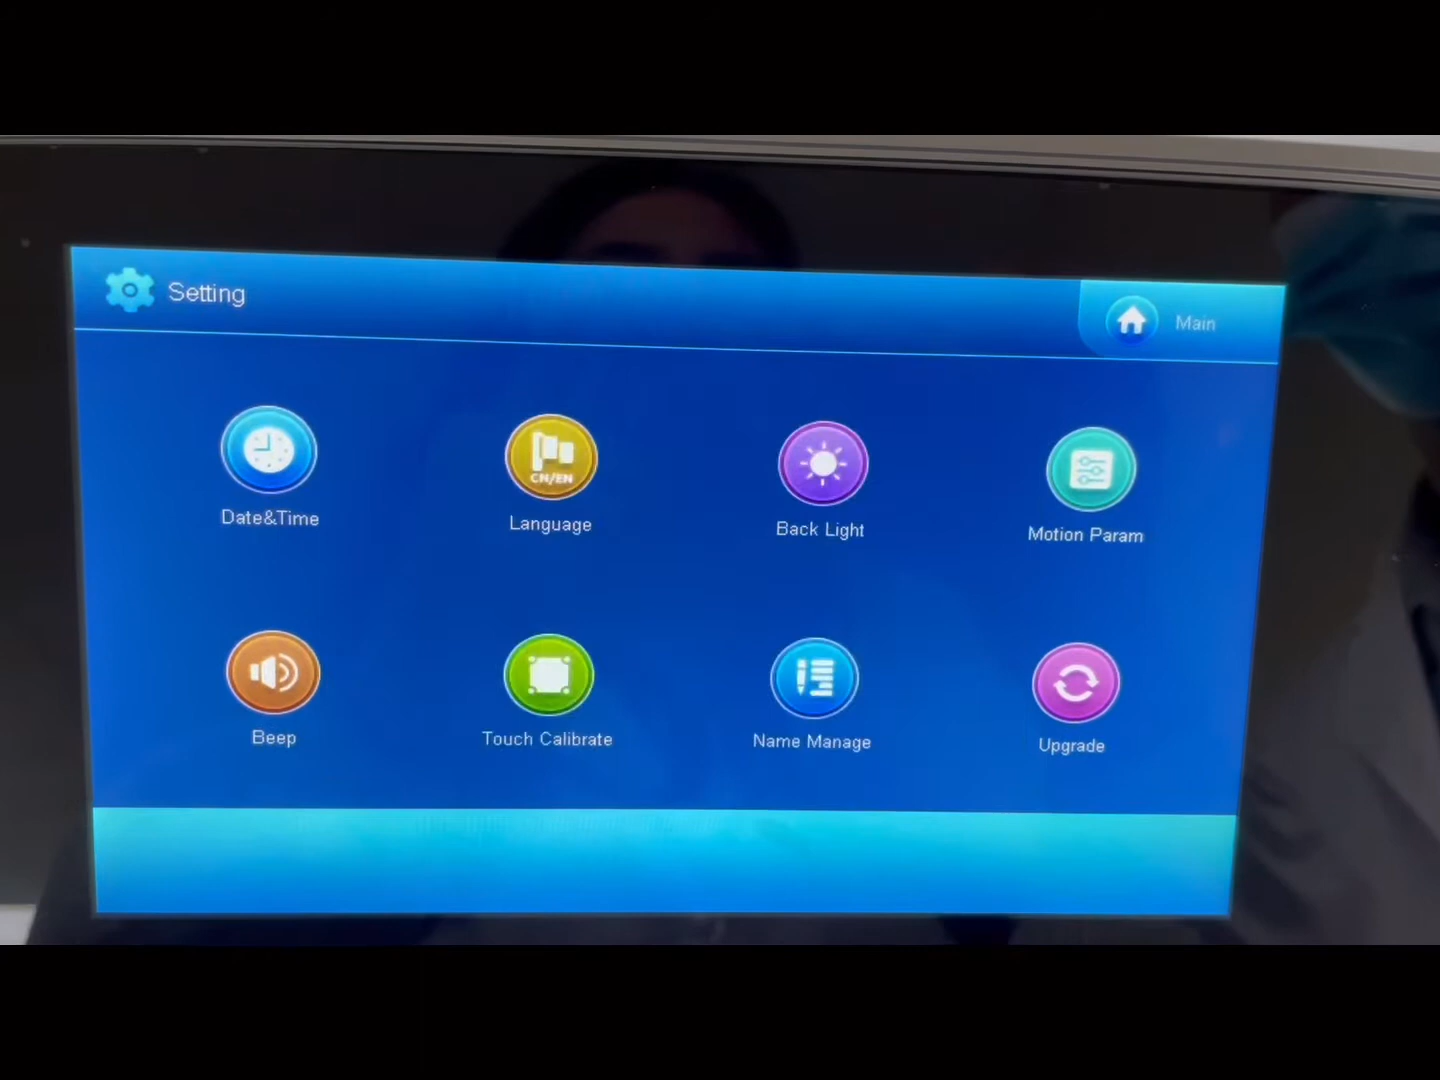 Setting
Main
CN/EN
Date&Time
Language
Back Light
Motion Param
Beep
Touch Calibrate
Name Manage
Upgrade